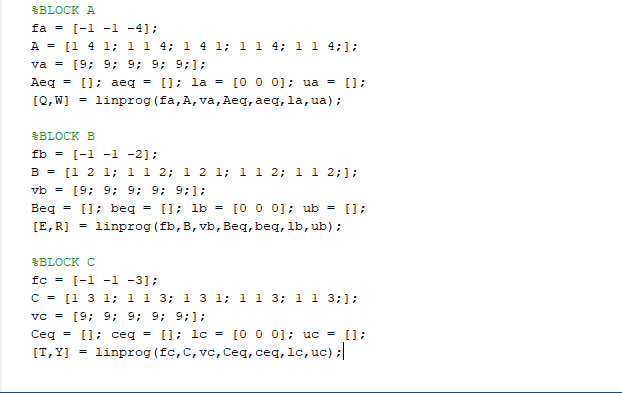 %BLOCK A
fa = [-1 -1 -4];
A = [1 4 1; 1 1 4; 1 4 1; 1 1 4; 1 1 4;];
va = [9; 9; 9; 9; 9;];
Aeq = []; aeq = []; la = [0 0 0]; ua = [];
[Q,W] = linprog(fa,A,va,Aeq,aeq,la,ua);
%BLOCK B
fb = [-1 -1 -2];
B = [1 2 1; 1 1 2; 1 2 1; 1 1 2; 1 1 2;];
vb = [9; 9; 9; 9; 9;];
Beq = []; beq = []; lb = [0 0 0]; ub = [];
[E,R] = linprog(fb,B,vb,Beq,beq,lb,ub);
%BLOCK C
fc = [-1 -1 -3];
C = [1 3 1; 1 1 3; 1 3 1; 1 1 3; 1 1 3;];
vc = [9; 9; 9; 9; 9;];
Ceq = []; ceq = []; lc = [0 0 0]; uc = [];
[T,Y] = linprog(fc,C,vc,Ceq,ceq,lc,uc);